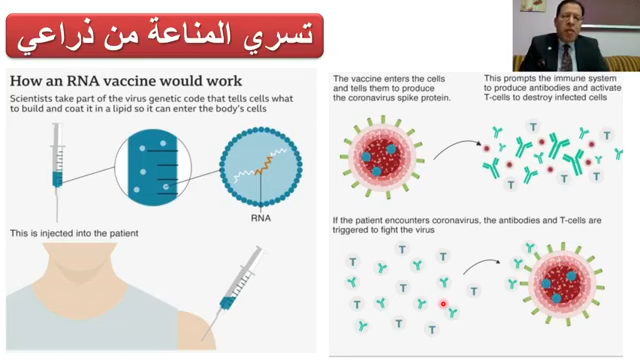 تسري المناعة من ذراعي
How an RNA vaccine would work
Scientists take part of the virus genetic code that tells cells what
to build and coat it in a lipid so it can enter the body's cells
RNA
This is injected into the patient
The vaccine enters the cells
and tells them to produce
the coronavirus spike protein.
This prompts the immune system
to produce antibodies and activate
T-cells to destroy infected cells
T
T
T
T
If the patient encounters coronavirus, the antibodies and T-cells are
triggered to fight the virus
T
T
T
T
T
T
T
T